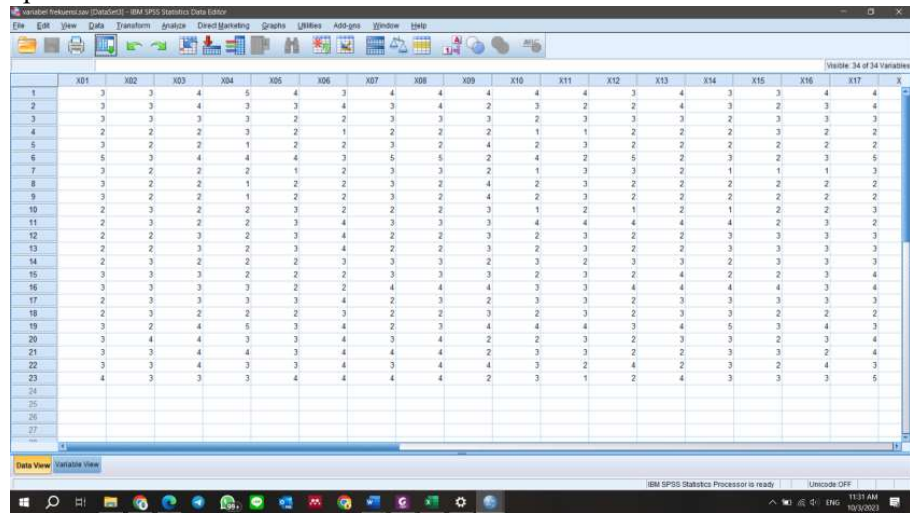 variabel frekuensi.sav [DataSet3] - IBM SPSS Statistics Data Editor
File Edit View Data Transform Analyze Direct Marketing Graphs Utilities Add-ons Window Help
Visible: 34 of 34 Variables
X01 X02 X03 X04 X05 X06 X07 X08 X09 X10 X11 X12 X13 X14 X15 X16 X17 X
1 3 3 4 5 4 3 4 4 4 4 4 3 4 3 3 4 4
2 3 3 4 3 3 4 3 4 2 3 2 2 4 3 2 3 4
3 3 3 3 3 2 2 3 3 3 2 3 3 3 2 3 3 3
4 2 2 2 3 2 1 2 2 2 1 1 2 2 2 3 2 2
5 3 2 2 1 2 2 3 2 4 2 3 2 2 2 2 2 2
6 5 3 4 4 4 3 5 5 2 4 2 5 2 3 2 3 5
7 3 2 2 2 1 2 3 3 2 1 3 3 2 1 1 1 3
8 3 2 2 1 2 2 3 2 4 2 3 2 2 2 2 2 2
9 3 2 2 1 2 2 3 2 4 2 3 2 2 2 2 2 2
10 2 3 2 2 3 2 2 2 3 1 2 1 2 1 2 2 3
11 2 3 2 2 3 4 3 3 3 4 4 4 4 4 2 3 2
12 2 2 3 2 3 4 2 2 3 2 3 2 2 3 3 3 3
13 2 2 3 2 3 4 2 2 3 2 3 2 2 3 3 3 3
14 2 3 2 2 3 3 3 3 2 3 2 3 3 2 3 3 3
15 3 3 3 2 2 2 3 3 3 2 3 2 4 2 2 3 4
16 3 3 3 3 2 2 4 4 4 3 3 4 4 4 4 3 4
17 2 3 3 3 3 4 2 3 2 3 3 2 3 3 3 3 3
18 2 3 2 2 2 3 2 2 3 2 3 2 3 3 2 2 2
19 3 2 4 5 3 4 2 3 4 4 4 3 4 5 3 4 3
20 3 4 4 3 3 4 3 4 2 2 3 2 3 3 2 3 4
21 3 3 4 4 3 4 4 4 2 3 3 2 2 3 3 2 4
22 3 3 4 3 3 4 3 4 4 3 2 4 2 3 2 4 3
23 4 3 3 3 4 4 4 4 2 3 1 2 4 3 3 3 5
24
25
26
27
Data View Variable View
IBM SPSS Statistics Processor is ready Unicode:OFF
99+ ENG 11:31 AM
10/3/2023